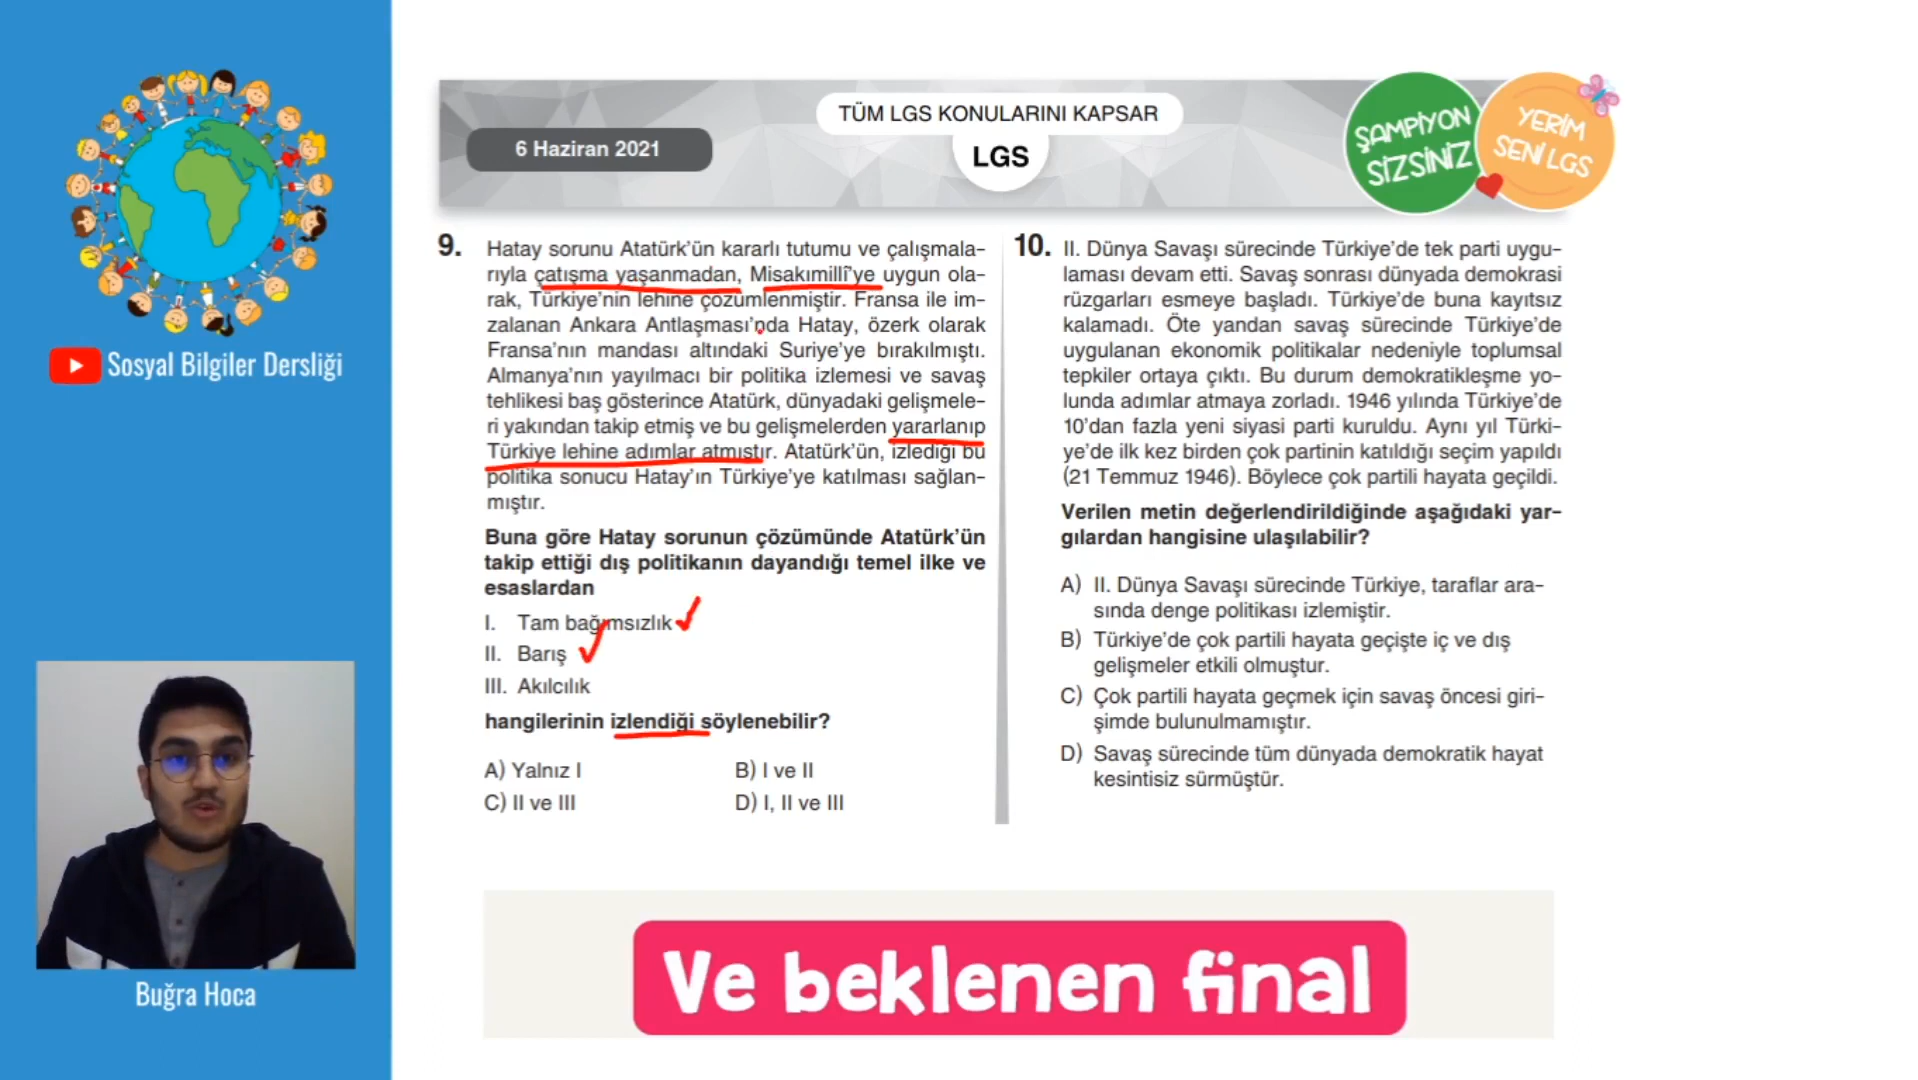 TÜM LGS KONULARINI KAPSAR
6 Haziran 2021
LGS
ŞAMPİYON
SİZSİNİZ
YERİM
SENİ LGS
Sosyal Bilgiler Dersliği
9.
Hatay sorunu Atatürk'ün kararlı tutumu ve çalışmala-
rıyla çatışma yaşanmadan, Misakımillî'ye uygun ola-
rak, Türkiye'nin lehine çözümlenmiştir. Fransa ile im-
zalanan Ankara Antlaşması'nda Hatay, özerk olarak
Fransa'nın mandası altındaki Suriye'ye bırakılmıştı.
Almanya'nın yayılmacı bir politika izlemesi ve savaş
tehlikesi baş gösterince Atatürk, dünyadaki gelişmele-
ri yakından takip etmiş ve bu gelişmelerden yararlanıp
Türkiye lehine adımlar atmıştır. Atatürk'ün, izlediği bu
politika sonucu Hatay'ın Türkiye'ye katılması sağlan-
mıştır.
Buna göre Hatay sorunun çözümünde Atatürk'ün
takip ettiği dış politikanın dayandığı temel ilke ve
esaslardan
I. Tam bağımsızlık
II. Barış
III. Akılcılık
hangilerinin izlendiği söylenebilir?
A) Yalnız I
B) I ve II
C) II ve III
D) I, II ve III
10.
II. Dünya Savaşı sürecinde Türkiye'de tek parti uygu-
laması devam etti. Savaş sonrası dünyada demokrasi
rüzgarları esmeye başladı. Türkiye'de buna kayıtsız
kalamadı. Öte yandan savaş sürecinde Türkiye'de
uygulanan ekonomik politikalar nedeniyle toplumsal
tepkiler ortaya çıktı. Bu durum demokratikleşme yo-
lunda adımlar atmaya zorladı. 1946 yılında Türkiye'de
10'dan fazla yeni siyasi parti kuruldu. Aynı yıl Türki-
ye'de ilk kez birden çok partinin katıldığı seçim yapıldı
(21 Temmuz 1946). Böylece çok partili hayata geçildi.
Verilen metin değerlendirildiğinde aşağıdaki yar-
gılardan hangisine ulaşılabilir?
A) II. Dünya Savaşı sürecinde Türkiye, taraflar ara-
sında denge politikası izlemiştir.
B) Türkiye'de çok partili hayata geçişte iç ve dış
gelişmeler etkili olmuştur.
C) Çok partili hayata geçmek için savaş öncesi giri-
şimde bulunulmamıştır.
D) Savaş sürecinde tüm dünyada demokratik hayat
kesintisiz sürmüştür.
Buğra Hoca
Ve beklenen final